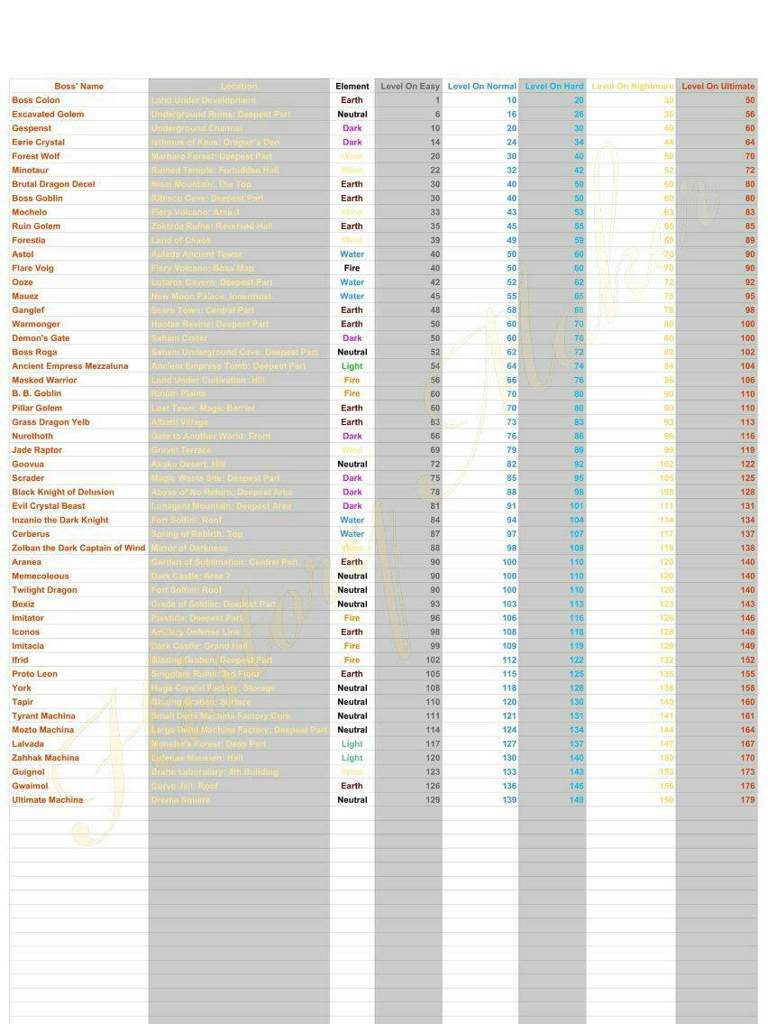 Boss' Name Location Element Level On Easy Level On Normal Level On Hard Level On Nightmare Level On Ultimate
Boss Colon Land Under Development Earth 1 10 20 30 50
Excavated Golem Underground Ruins: Deepest Part Neutral 6 16 26 36 56
Gespenst Underground Channel Dark 10 20 30 40 60
Eerie Crystal Isthmus of Kaus: Dragon's Den Dark 14 24 34 44 64
Forest Wolf Marbaro Forest: Deepest Part Wind 20 30 40 50 70
Minotaur Ruined Temple: Forbidden Hall Wind 22 32 42 52 72
Brutal Dragon Decel Nisel Mountain: The Top Earth 30 40 50 60 80
Boss Goblin Ribisco Cave: Deepest Part Earth 30 40 50 60 80
Mochelo Fiery Volcano: Area 3 Wind 33 43 53 63 83
Ruin Golem Zoktzda Ruins: Reversed Hall Earth 35 45 55 65 85
Forestia Land of Chaos Wind 39 49 59 69 89
Astol Aulada Ancient Tower Water 40 50 60 70 90
Flare Volg Fiery Volcano: Boss Map Fire 40 50 60 70 90
Ooze Lutaros Cavern: Deepest Part Water 42 52 62 72 92
Mauez New Moon Palace: Innermost Water 45 55 65 75 95
Ganglef Scaro Town: Central Part Earth 48 58 68 78 98
Warmonger Hootas Ravine: Deepest Part Earth 50 60 70 80 100
Demon's Gate Saham Crater Dark 50 60 70 80 100
Boss Roga Saham Underground Cave: Deepest Part Neutral 52 62 72 82 102
Ancient Empress Mezzaluna Ancient Empress Tomb: Deepest Part Light 54 64 74 84 104
Masked Warrior Land Under Cultivation: Hill Fire 56 66 76 86 106
B. B. Goblin Rinken Plains Fire 60 70 80 90 110
Pillar Golem Lost Town: Magic Barrier Earth 60 70 80 90 110
Grass Dragon Yelb Albatif Village Earth 63 73 83 93 113
Nurethoth Gate to Another World: Front Dark 66 76 86 96 116
Jade Raptor Gravel Terrace Wind 69 79 89 99 119
Goovua Akaku Desert: Hill Neutral 72 82 92 102 122
Scrader Magic Waste Site: Deepest Part Dark 75 85 95 105 125
Black Knight of Delusion Abyss of No Return: Deepest Area Dark 78 88 98 108 128
Evil Crystal Beast Lunagent Mountain: Deepest Area Dark 81 91 101 111 131
Inzanio the Dark Knight Fort Solfini: Roof Water 84 94 104 114 134
Cerberus Spring of Rebirth: Top Water 87 97 107 117 137
Zolban the Dark Captain of Wind Mirror of Darkness Wind 88 98 108 118 138
Aranea Garden of Sublimation: Central Part Earth 90 100 110 120 140
Memecoleous Dark Castle: Area 2 Neutral 90 100 110 120 140
Twilight Dragon Fort Solfini: Roof Neutral 90 100 110 120 140
Bexiz Grade of Soldier: Deepest Part Neutral 93 103 113 123 143
Imitator Plastida: Deepest Part Fire 96 106 116 126 146
Iconos Artillery Defense Line Earth 98 108 118 128 148
Imitacia Dark Castle: Grand Hall Fire 99 109 119 129 149
Ifrid Blazing Graben: Deepest Part Fire 102 112 122 132 152
Proto Leon Singolare Ruins: 3rd Floor Earth 105 115 125 135 155
York Huge Crystal Factory: Storage Neutral 108 118 128 138 158
Tapir Blazing Graben: Surface Neutral 110 120 130 140 160
Tyrant Machina Small Demi Machina Factory Core Neutral 111 121 131 141 161
Mozto Machina Large Demi Machina Factory: Deepest Part Neutral 114 124 134 144 164
Lalvada Monster's Forest: Deep Part Light 117 127 137 147 167
Zahhak Machina Lufenas Mansion: Hall Light 120 130 140 150 170
Guignol Droho Laboratory: 4th Building Wind 123 133 143 153 173
Gwaimol Curvo Jail: Roof Earth 126 136 146 156 176
Ultimate Machina Droma Square Neutral 129 139 149 159 179